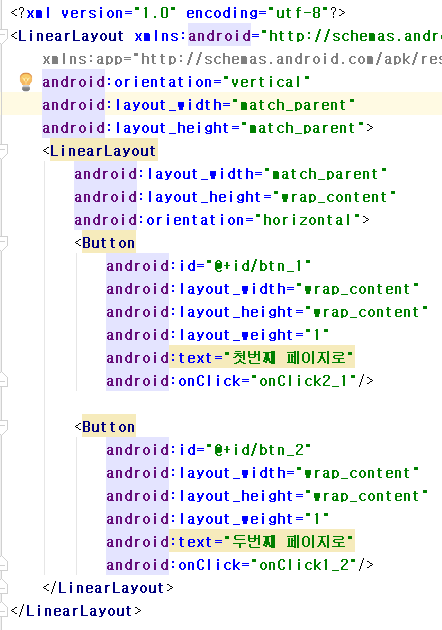 <?xml version="1.0" encoding="utf-8"?>
<LinearLayout xmlns:android="http://schemas.andro
xmlns:app="http://schemas.android.com/apk/res
android:orientation="vertical"
android:layout_width="match_parent"
android:layout_height="match_parent">
<LinearLayout
android:layout_width="match_parent"
android:layout_height="wrap_content"
android:orientation="horizontal">
<Button
android:id="@+id/btn_1"
android:layout_width="wrap_content"
android:layout_height="wrap_content"
android:layout_weight="1"
android:text="첫번째 페이지로"
android:onClick="onClick2_1"/>
<Button
android:id="@+id/btn_2"
android:layout_width="wrap_content"
android:layout_height="wrap_content"
android:layout_weight="1"
android:text="두번째 페이지로"
android:onClick="onClick1_2"/>
</LinearLayout>
</LinearLayout>